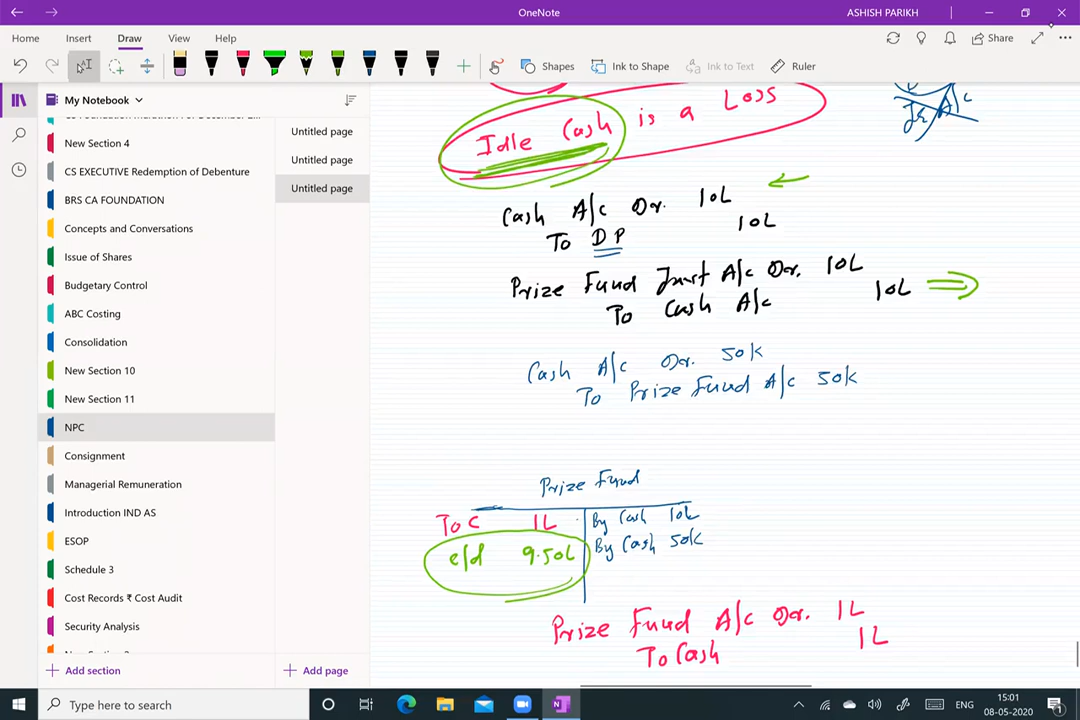 OneNote
ASHISH PARIKH
Home
Insert
Draw
View
Help
Share
Shapes
Ink to Shape
Ink to Text
Ruler
My Notebook
New Section 4
CS EXECUTIVE Redemption of Debenture
BRS CA FOUNDATION
Concepts and Conversations
Issue of Shares
Budgetary Control
ABC Costing
Consolidation
New Section 10
New Section 11
NPC
Consignment
Managerial Remuneration
Introduction IND AS
ESOP
Schedule 3
Cost Records ₹ Cost Audit
Security Analysis
Add section
Untitled page
Untitled page
Untitled page
Add page
Idle Cash is a Loss
A/c
Cash A/c Dr. 10L
To DP 10L
Prize Fund Inst A/c Dr. 10L
To Cash A/c 10L
Cash A/c Dr. 50K
To Prize Fund A/c 50K
Prize Fund
To C 1L By Cash 10L
c/d 9.50L By Cash 50K
Prize Fund A/c Dr. 1L
To Cash 1L
Type here to search
ENG
15:01
08-05-2020
1